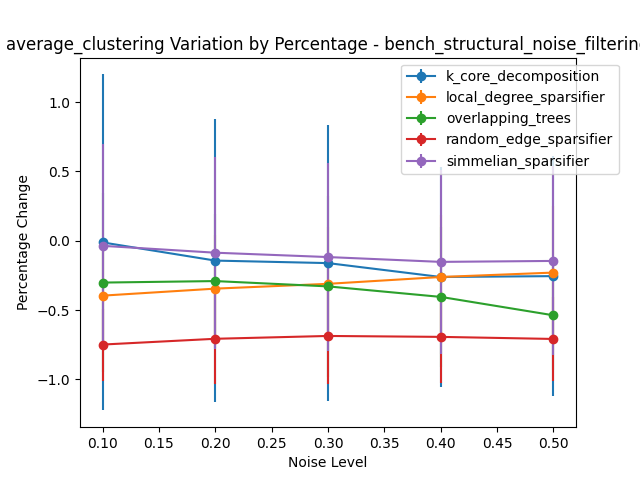 average_clustering Variation by Percentage - bench_structural_noise_filtering
k_core_decomposition
local_degree_sparsifier
overlapping_trees
random_edge_sparsifier
simmelian_sparsifier
Percentage Change
1.0
0.5
0.0
−0.5
−1.0
0.10
0.15
0.20
0.25
0.30
0.35
0.40
0.45
0.50
Noise Level